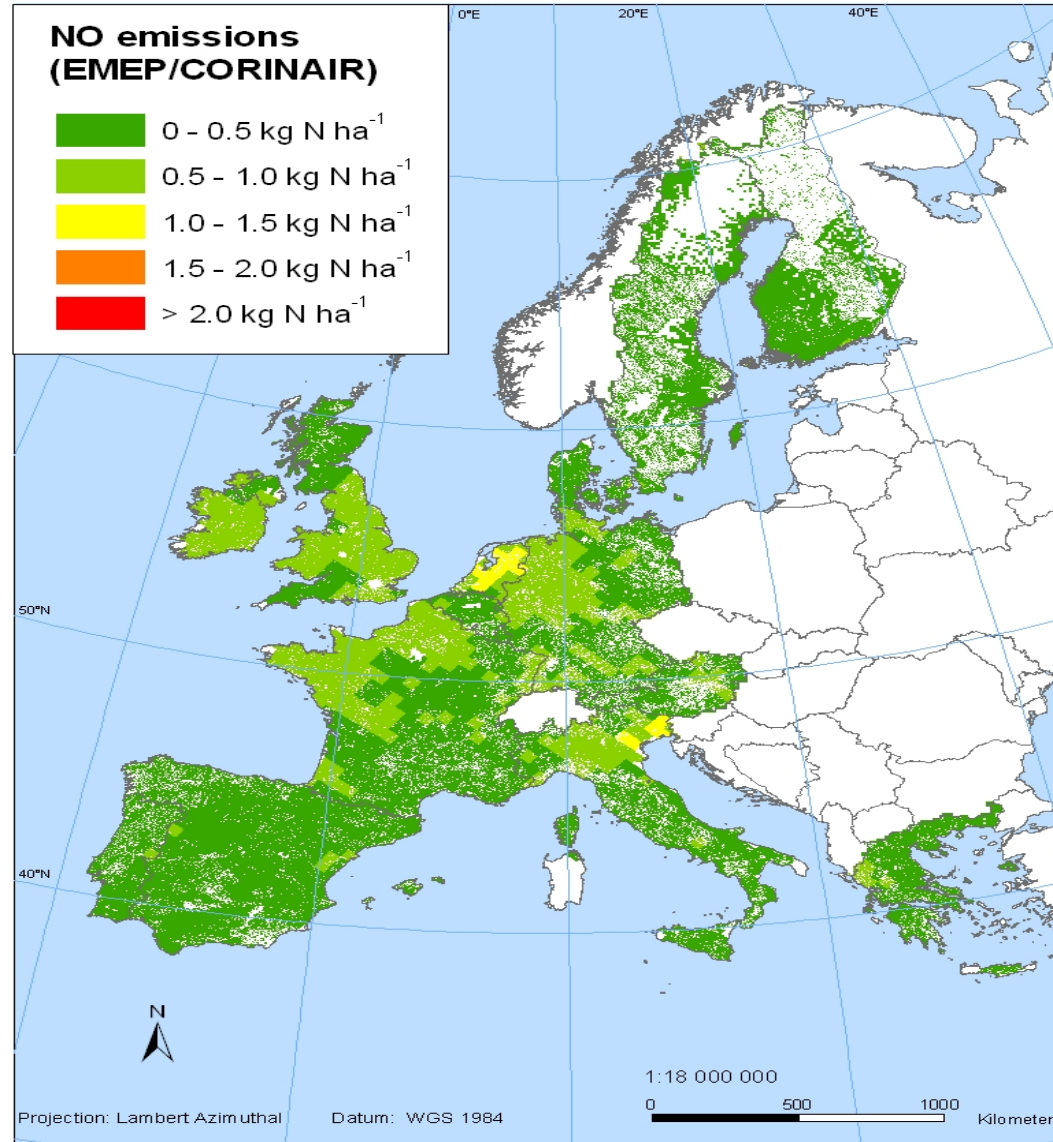 NO emissions
(EMEP/CORINAIR)
0 - 0.5 kg N ha⁻¹
0.5 - 1.0 kg N ha⁻¹
1.0 - 1.5 kg N ha⁻¹
1.5 - 2.0 kg N ha⁻¹
> 2.0 kg N ha⁻¹
0°E
20°E
40°E
50°N
40°N
N
1:18 000 000
0 500 1000
Kilometer
Projection: Lambert Azimuthal Datum: WGS 1984